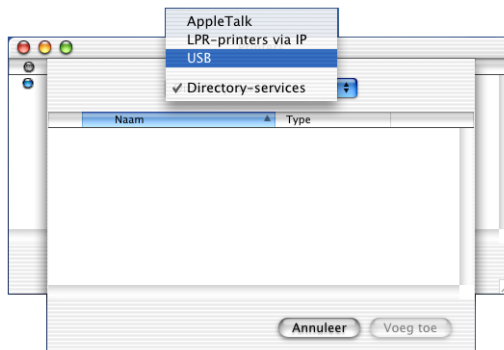 AppleTalk
LPR-printers via IP
USB
Directory-services
Naam Type
Annuleer Voeg toe